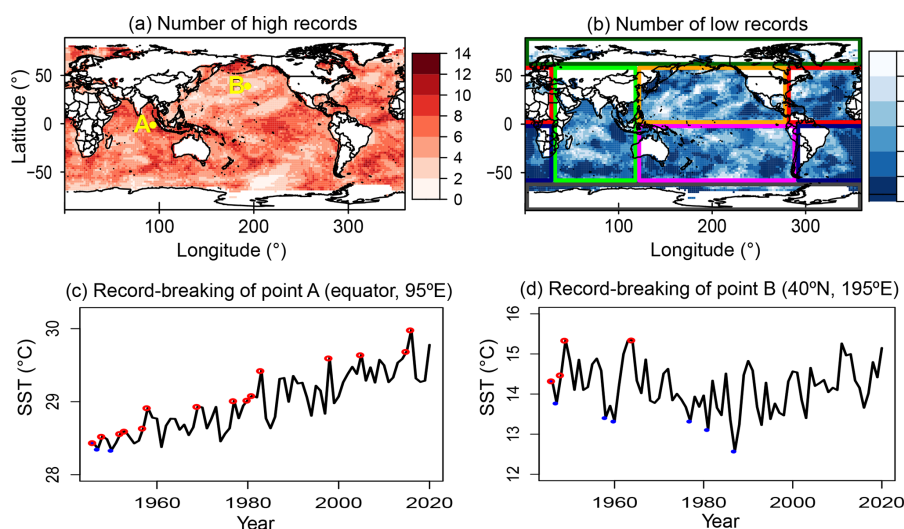 (a) Number of high records
(b) Number of low records
Latitude (°)
50
0
−50
A
B
14
12
10
8
6
4
2
0
100
200
300
Longitude (°)
50
0
−50
100
200
300
Longitude (°)
(c) Record-breaking of point A (equator, 95ºE)
(d) Record-breaking of point B (40ºN, 195ºE)
SST (°C)
30
29
28
1960
1980
2000
2020
Year
SST (°C)
16
15
14
13
12
1960
1980
2000
2020
Year